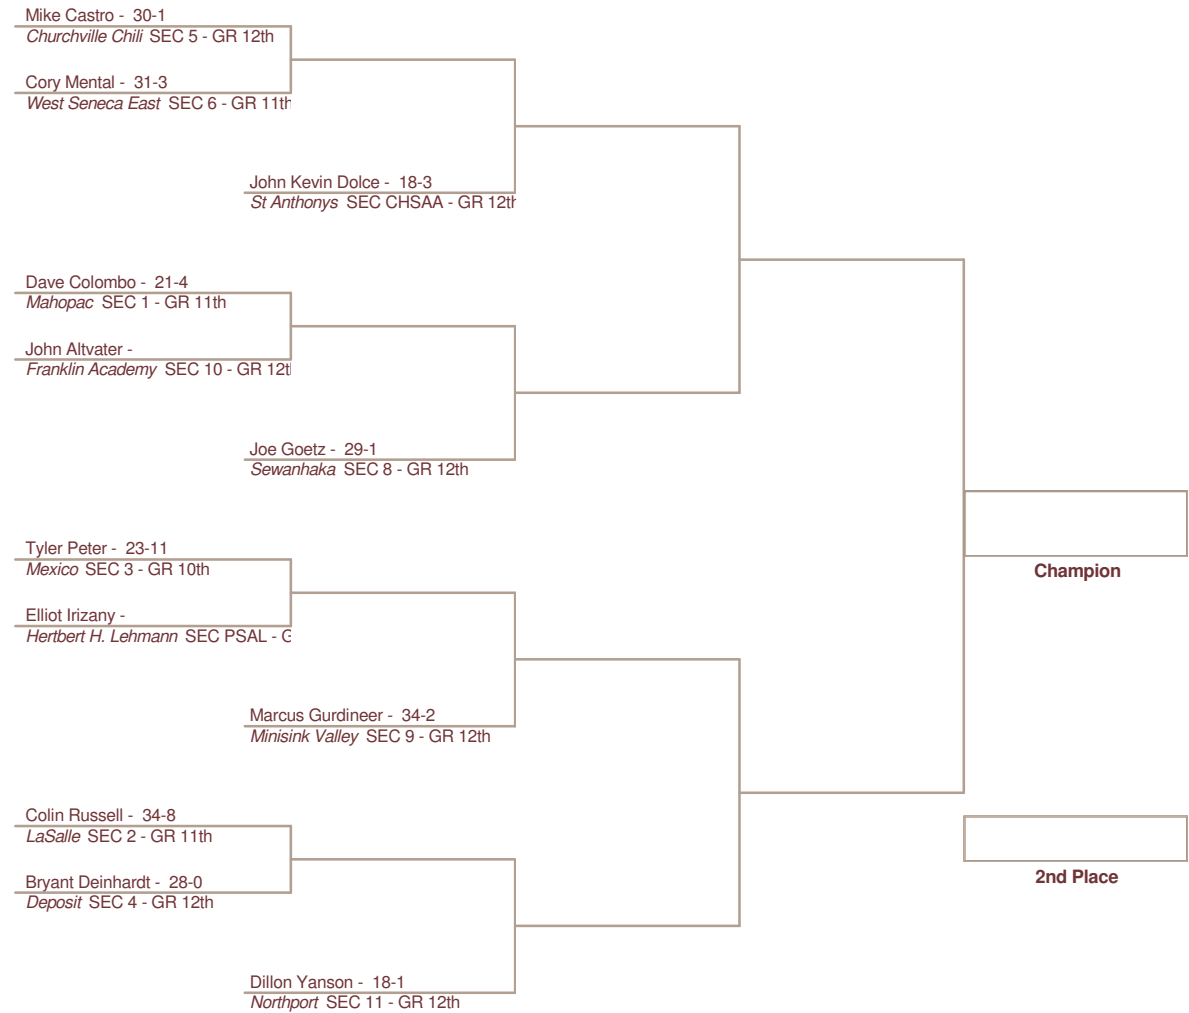 Mike Castro - 30-1
Churchville Chili SEC 5 - GR 12th
Cory Mental - 31-3
West Seneca East SEC 6 - GR 11th
John Kevin Dolce - 18-3
St Anthonys SEC CHSAA - GR 12th
Dave Colombo - 21-4
Mahopac SEC 1 - GR 11th
John Altvater -
Franklin Academy SEC 10 - GR 12t
Joe Goetz - 29-1
Sewanhaka SEC 8 - GR 12th
Tyler Peter - 23-11
Mexico SEC 3 - GR 10th
Champion
Elliot Irizany -
Hertbert H. Lehmann SEC PSAL - G
Marcus Gurdineer - 34-2
Minisink Valley SEC 9 - GR 12th
Colin Russell - 34-8
LaSalle SEC 2 - GR 11th
Bryant Deinhardt - 28-0
Deposit SEC 4 - GR 12th
2nd Place
Dillon Yanson - 18-1
Northport SEC 11 - GR 12th